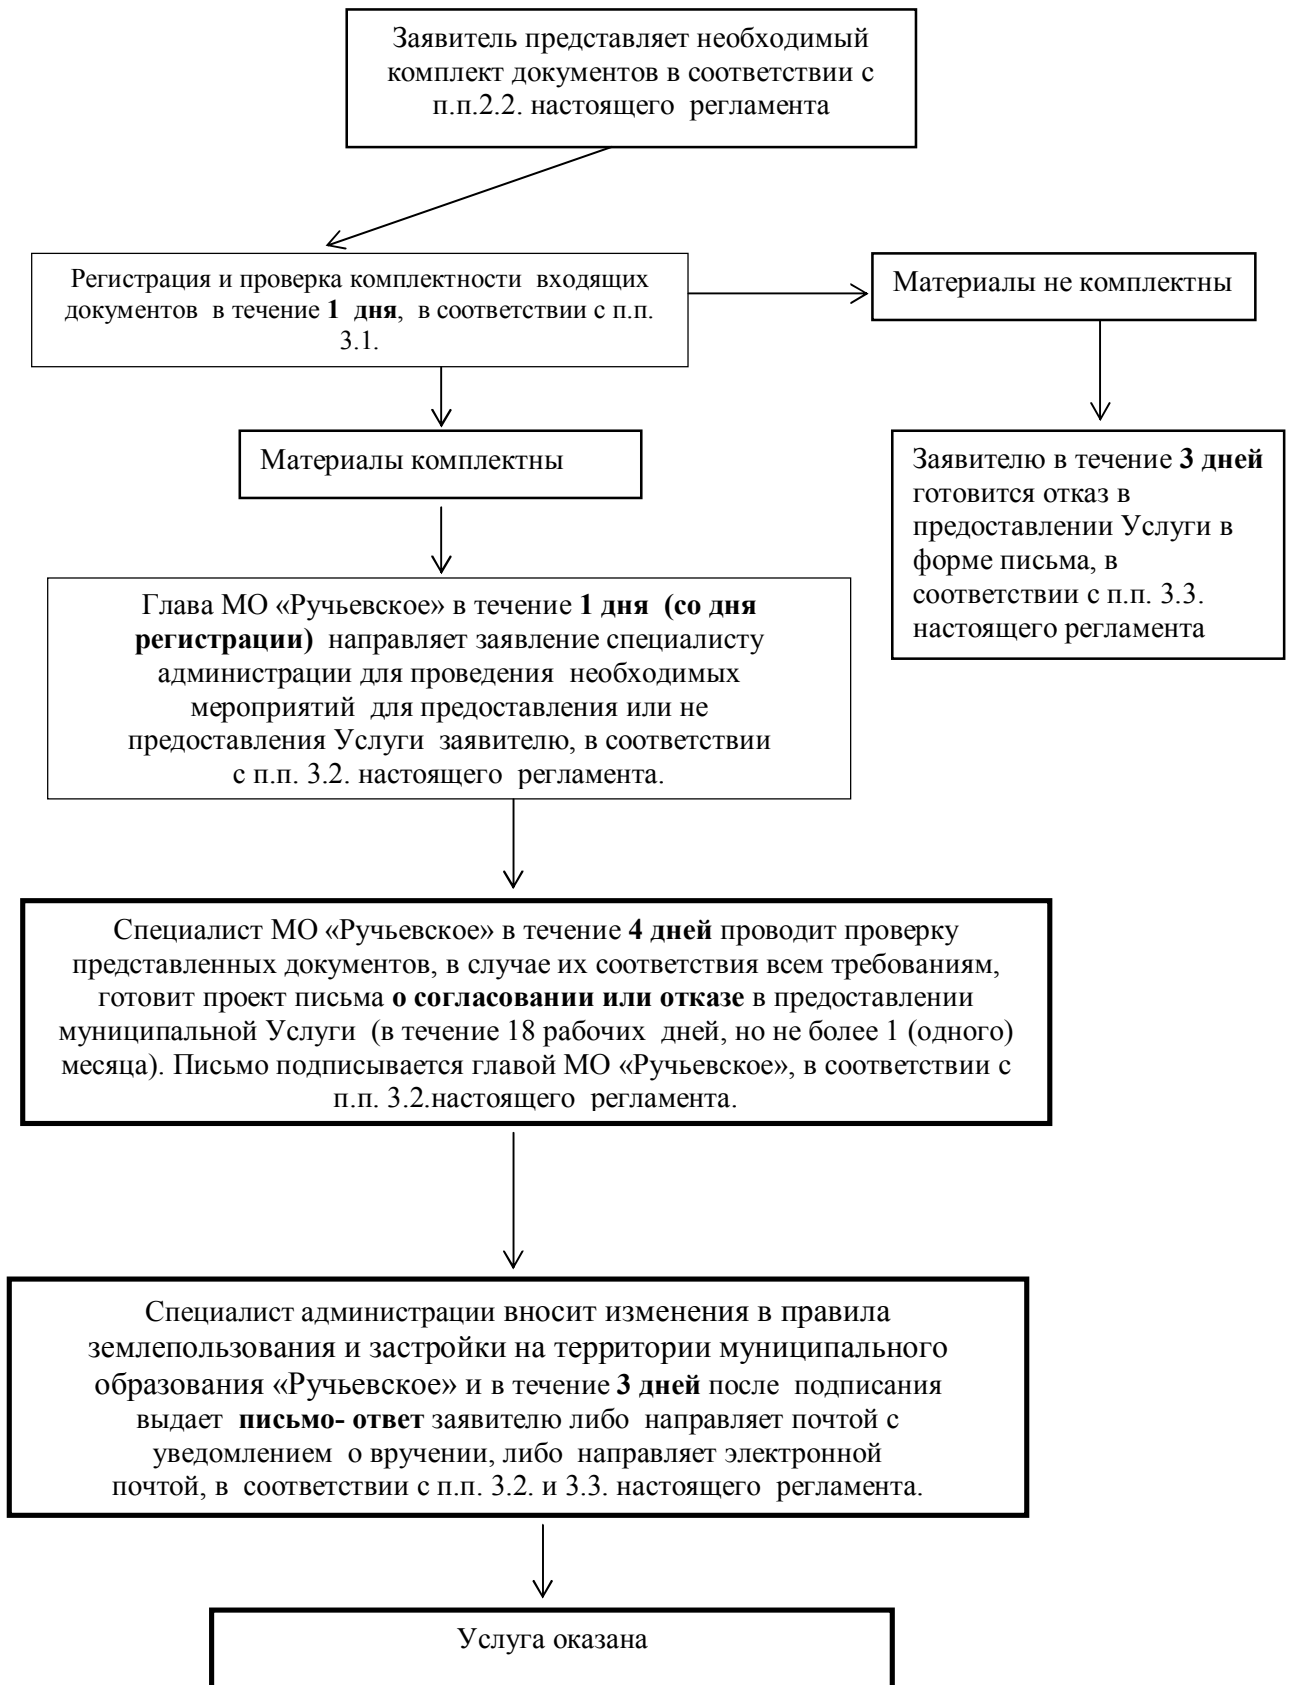 Заявитель представляет необходимый
комплект документов в соответствии с
п.п.2.2. настоящего регламента
Регистрация и проверка комплектности входящих
документов в течение 1 дня, в соответствии с п.п.
3.1.
Материалы не комплектны
Материалы комплектны
Заявителю в течение 3 дней
готовится отказ в
предоставлении Услуги в
форме письма, в
соответствии с п.п. 3.3.
настоящего регламента
Глава МО «Ручьевское» в течение 1 дня (со дня
регистрации) направляет заявление специалисту
администрации для проведения необходимых
мероприятий для предоставления или не
предоставления Услуги заявителю, в соответствии
с п.п. 3.2. настоящего регламента.
Специалист МО «Ручьевское» в течение 4 дней проводит проверку
представленных документов, в случае их соответствия всем требованиям,
готовит проект письма о согласовании или отказе в предоставлении
муниципальной Услуги (в течение 18 рабочих дней, но не более 1 (одного)
месяца). Письмо подписывается главой МО «Ручьевское», в соответствии с
п.п. 3.2.настоящего регламента.
Специалист администрации вносит изменения в правила
землепользования и застройки на территории муниципального
образования «Ручьевское» и в течение 3 дней после подписания
выдает письмо- ответ заявителю либо направляет почтой с
уведомлением о вручении, либо направляет электронной
почтой, в соответствии с п.п. 3.2. и 3.3. настоящего регламента.
Услуга оказана